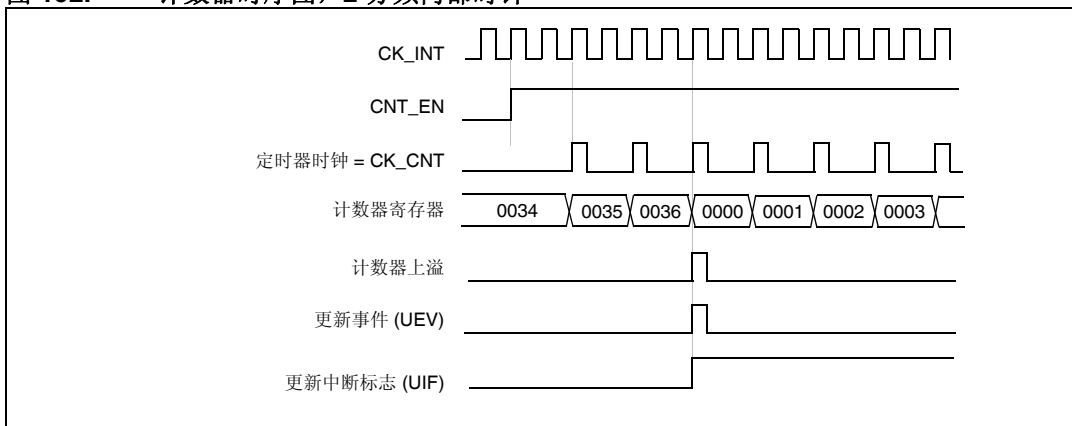 CK_INT
CNT_EN
定时器时钟 = CK_CNT
计数器寄存器 0034 0035 0036 0000 0001 0002 0003
计数器上溢
更新事件 (UEV)
更新中断标志 (UIF)